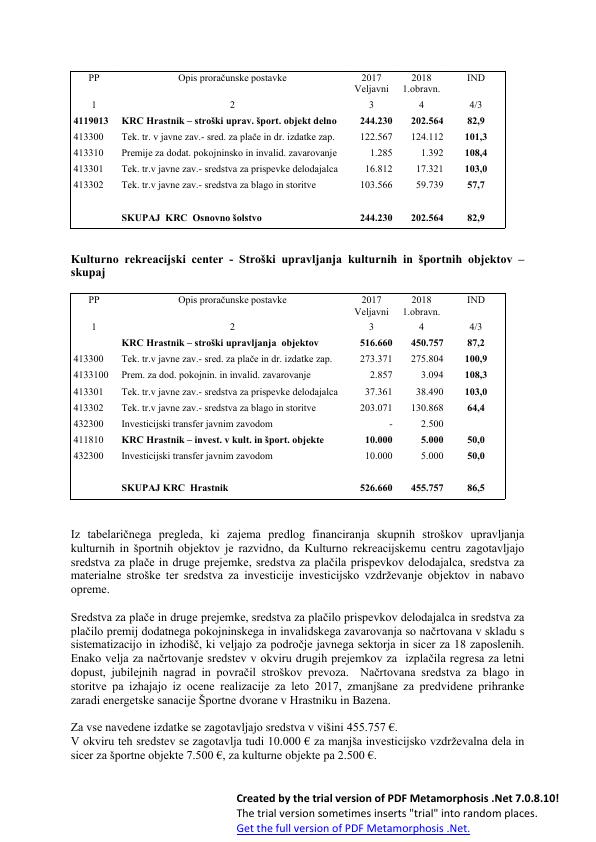 PP Opis proračunske postavke 2017 2018 IND
Veljavni 1.obravn.
1 2 3 4 4/3
4119013 KRC Hrastnik – stroški uprav. šport. objekt delno 244.230 202.564 82,9
413300 Tek. tr. v javne zav.- sred. za plače in dr. izdatke zap. 122.567 124.112 101,3
413310 Premije za dodat. pokojninsko in invalid. zavarovanje 1.285 1.392 108,4
413301 Tek. tr.v javne zav.- sredstva za prispevke delodajalca 16.812 17.321 103,0
413302 Tek. tr.v javne zav.- sredstva za blago in storitve 103.566 59.739 57,7
SKUPAJ KRC Osnovno šolstvo 244.230 202.564 82,9
Kulturno rekreacijski center - Stroški upravljanja kulturnih in športnih objektov –
skupaj
PP Opis proračunske postavke 2017 2018 IND
Veljavni 1.obravn.
1 2 3 4 4/3
KRC Hrastnik – stroški upravljanja objektov 516.660 450.757 87,2
413300 Tek. tr.v javne zav.- sred. za plače in dr. izdatke zap. 273.371 275.804 100,9
4133100 Prem. za dod. pokojnin. in invalid. zavarovanje 2.857 3.094 108,3
413301 Tek. tr.v javne zav.- sredstva za prispevke delodajalca 37.361 38.490 103,0
413302 Tek. tr.v javne zav.- sredstva za blago in storitve 203.071 130.868 64,4
432300 Investicijski transfer javnim zavodom - 2.500
411810 KRC Hrastnik – invest. v kult. in šport. objekte 10.000 5.000 50,0
432300 Investicijski transfer javnim zavodom 10.000 5.000 50,0
SKUPAJ KRC Hrastnik 526.660 455.757 86,5
Iz tabelaričnega pregleda, ki zajema predlog financiranja skupnih stroškov upravljanja
kulturnih in športnih objektov je razvidno, da Kulturno rekreacijskemu centru zagotavljajo
sredstva za plače in druge prejemke, sredstva za plačila prispevkov delodajalca, sredstva za
materialne stroške ter sredstva za investicije investicijsko vzdrževanje objektov in nabavo
opreme.
Sredstva za plače in druge prejemke, sredstva za plačilo prispevkov delodajalca in sredstva za
plačilo premij dodatnega pokojninskega in invalidskega zavarovanja so načrtovana v skladu s
sistematizacijo in izhodišč, ki veljajo za področje javnega sektorja in sicer za 18 zaposlenih.
Enako velja za načrtovanje sredstev v okviru drugih prejemkov za izplačila regresa za letni
dopust, jubilejnih nagrad in povračil stroškov prevoza. Načrtovana sredstva za blago in
storitve pa izhajajo iz ocene realizacije za leto 2017, zmanjšane za predvidene prihranke
zaradi energetske sanacije Športne dvorane v Hrastniku in Bazena.
Za vse navedene izdatke se zagotavljajo sredstva v višini 455.757 €.
V okviru teh sredstev se zagotavlja tudi 10.000 € za manjša investicijsko vzdrževalna dela in
sicer za športne objekte 7.500 €, za kulturne objekte pa 2.500 €.
Created by the trial version of PDF Metamorphosis .Net 7.0.8.10!
The trial version sometimes inserts "trial" into random places.
Get the full version of PDF Metamorphosis .Net.